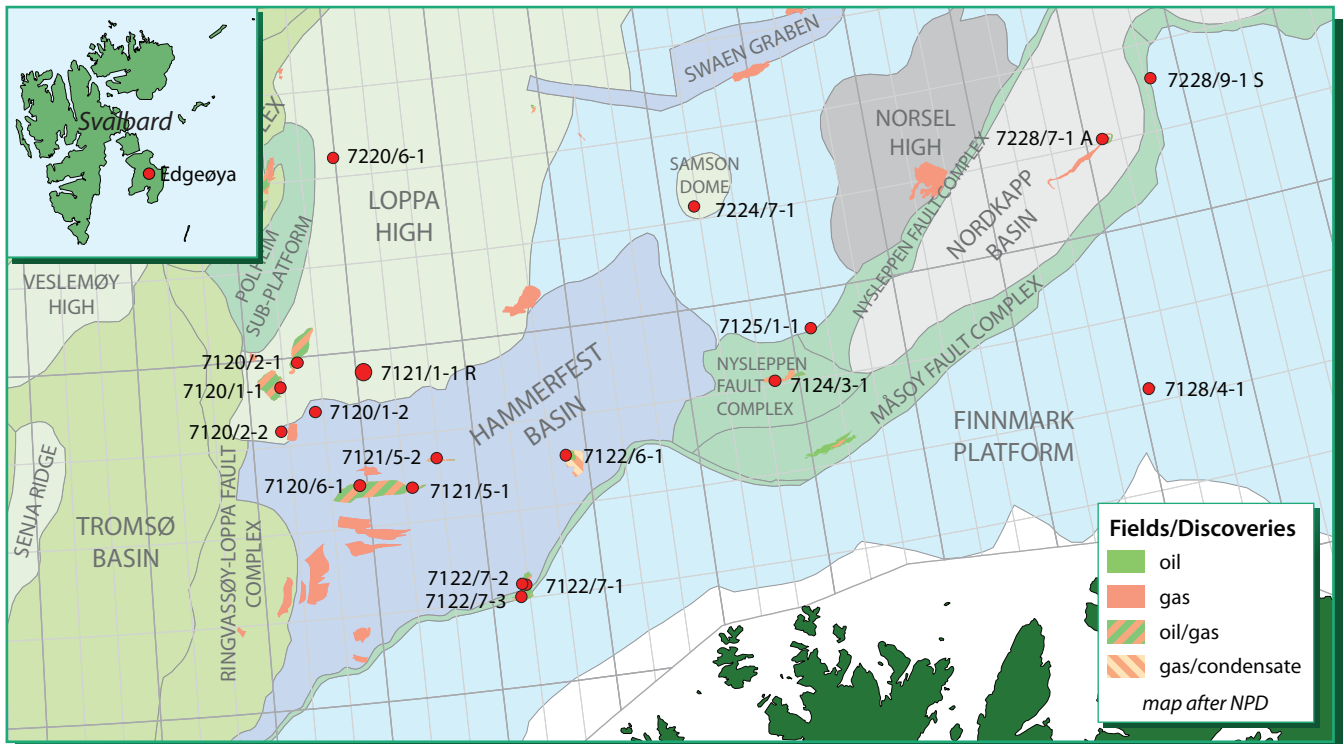 Svalbard
Edgeøya
SWAEN GRABEN
7228/9-1 S
NORSEL
HIGH
7228/7-1 A
7220/6-1
SAMSON
DOME
7224/7-1
LOPPA
HIGH
LEX
POLHEIM
SUB-PLATFORM
NORDKAPP
BASIN
NYSLEPPEN FAULT COMPLEX
VESLEMØY
HIGH
7125/1-1
7120/2-1
7121/1-1 R
7120/1-1
7120/1-2
7120/2-2
HAMMERFEST
BASIN
NYSLEPPEN
FAULT
COMPLEX
7124/3-1
MÅSOY FAULT COMPLEX
7128/4-1
FINNMARK
PLATFORM
7121/5-2
7122/6-1
7120/6-1
7121/5-1
SENJA RIDGE
TROMSØ
BASIN
RINGVASSØY-LOPPA FAULT
COMPLEX
7122/7-2
7122/7-1
7122/7-3
Fields/Discoveries
oil
gas
oil/gas
gas/condensate
map after NPD